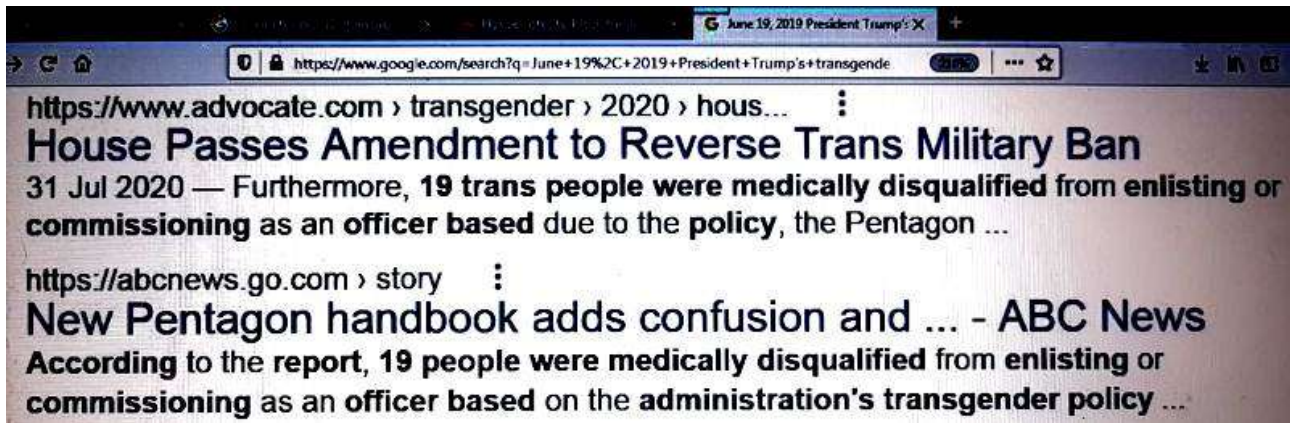 June 19, 2019 President Trump's
https://www.google.com/search?q=June+19%2C+2019+President+Trump's+transgende
https://www.advocate.com › transgender › 2020 › hous...
House Passes Amendment to Reverse Trans Military Ban
31 Jul 2020 — Furthermore, 19 trans people were medically disqualified from enlisting or
commissioning as an officer based due to the policy, the Pentagon ...
https://abcnews.go.com › story
New Pentagon handbook adds confusion and ... - ABC News
According to the report, 19 people were medically disqualified from enlisting or
commissioning as an officer based on the administration's transgender policy ...